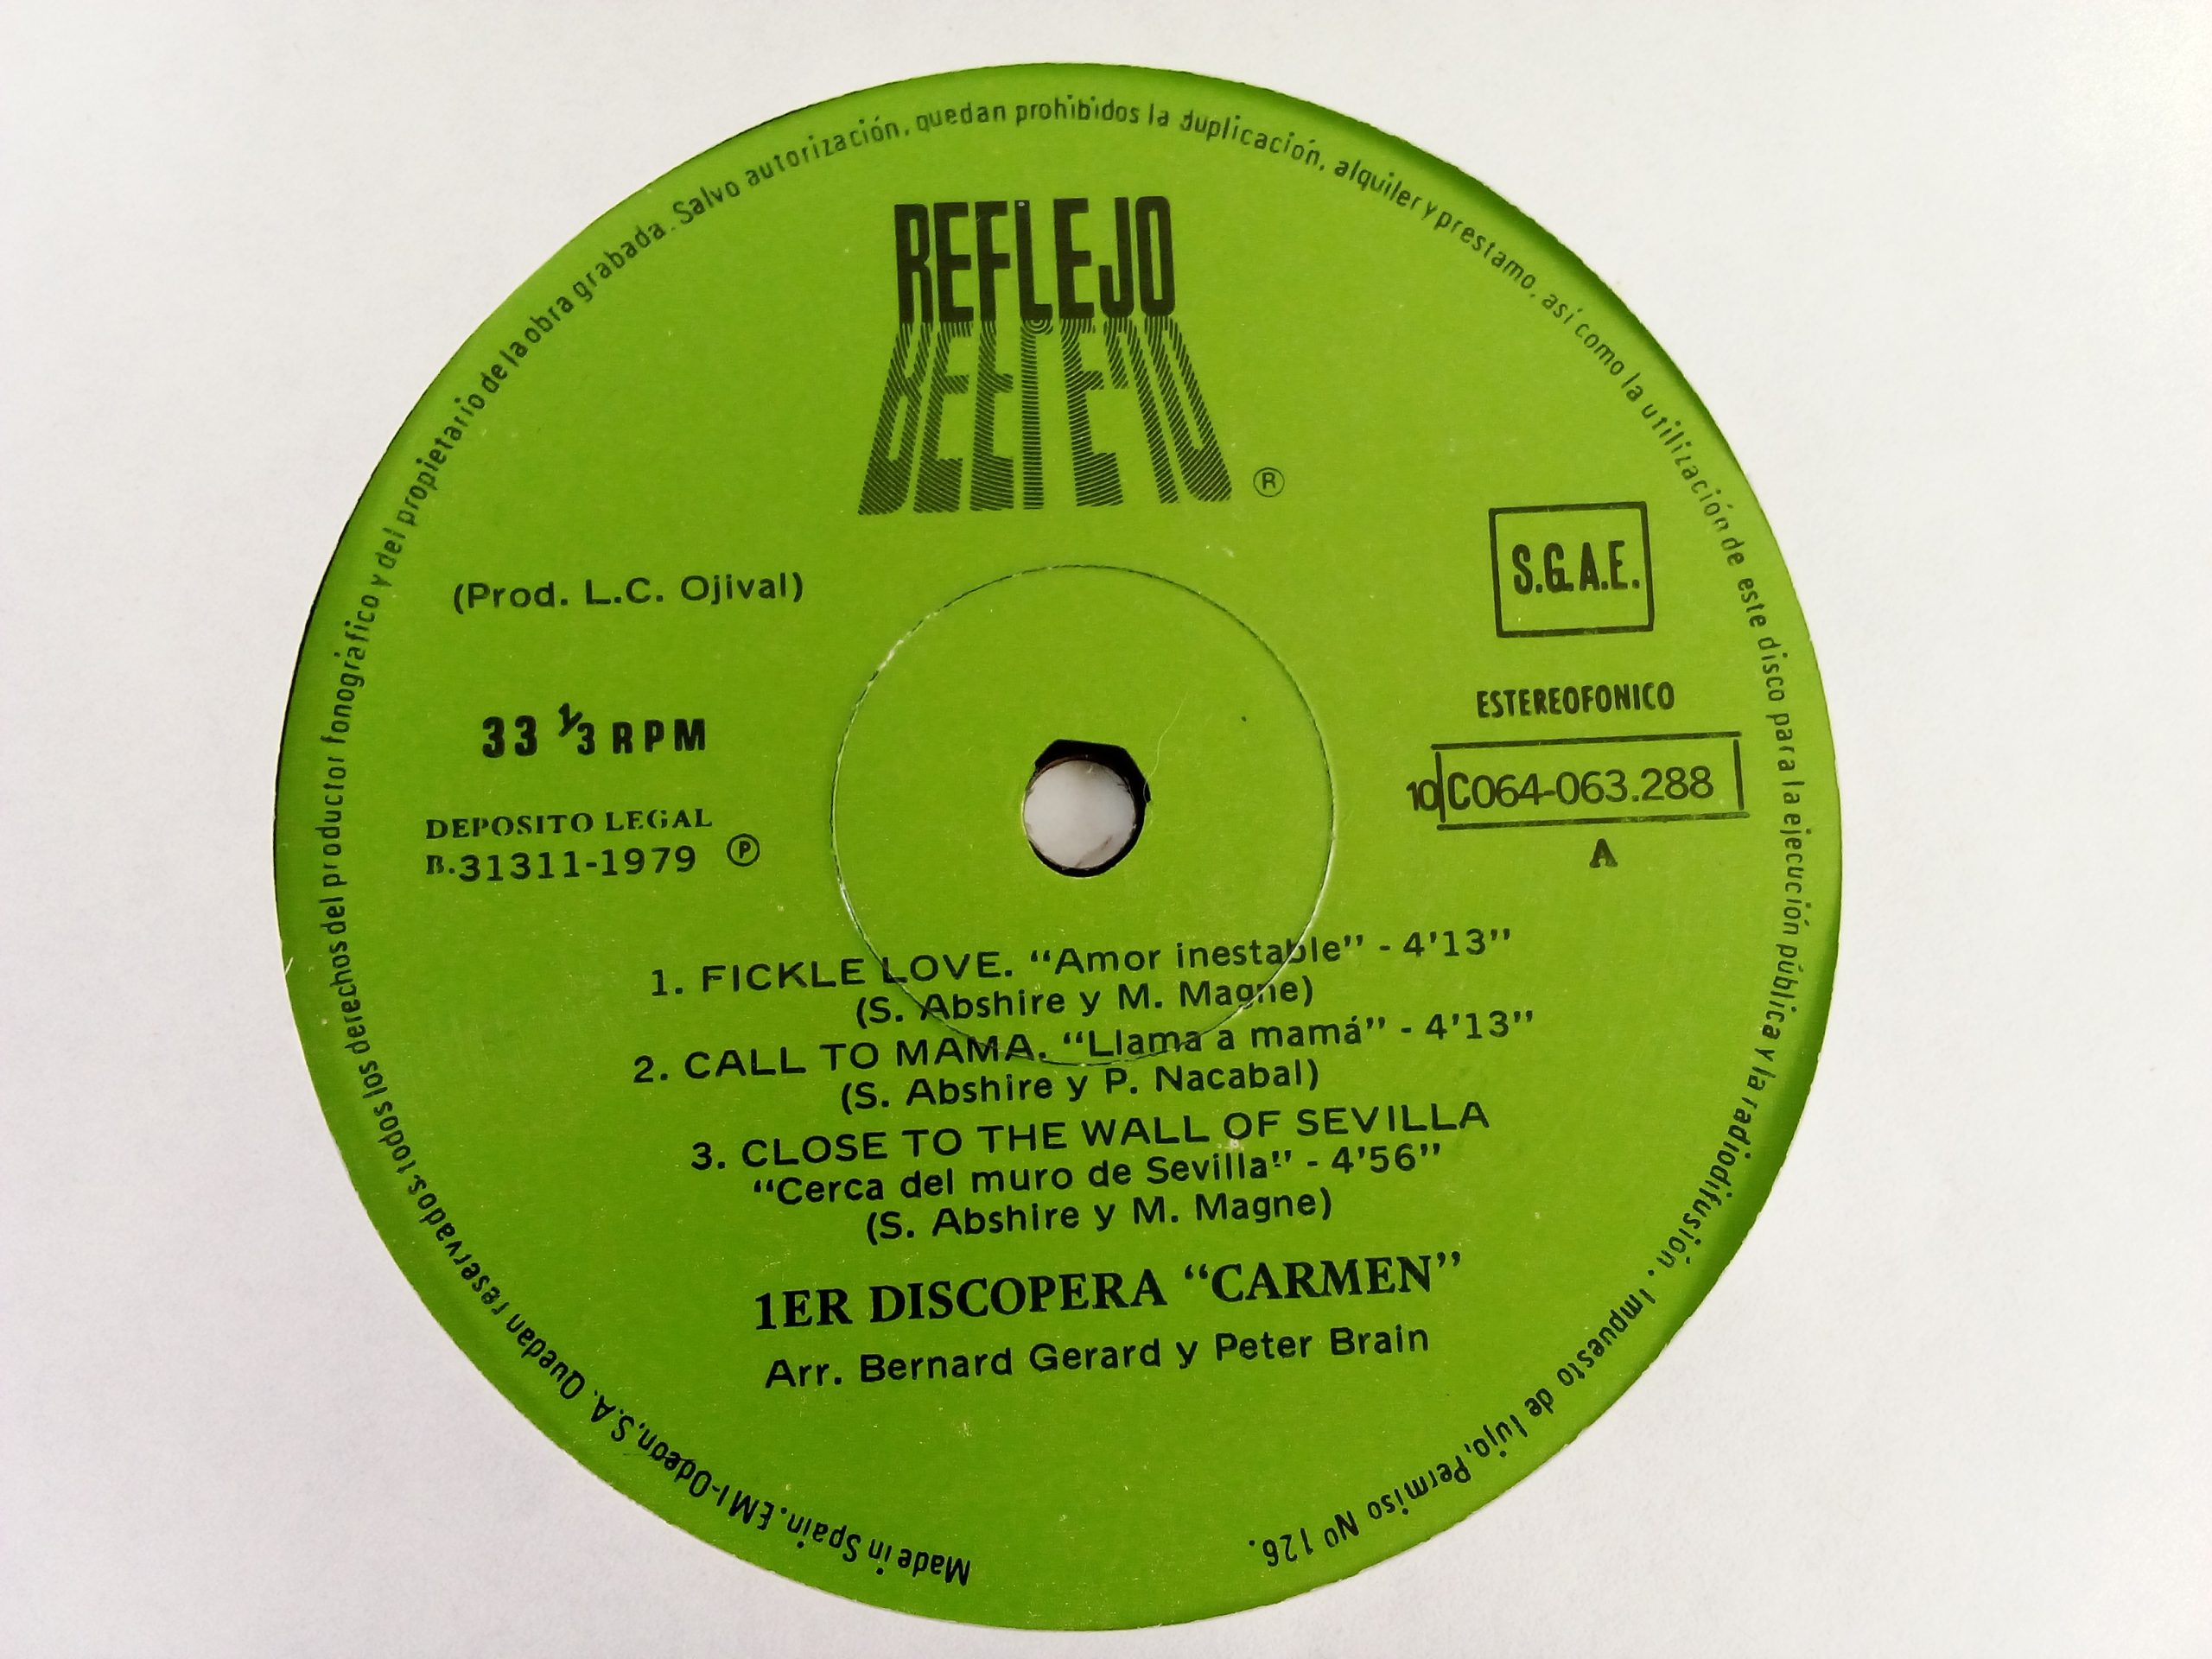 Made in Spain. EMI-Odeon, S.A. Quedan reservados todos los derechos del productor fonográfico y del propietario de la obra grabada. Salvo autorización, quedan prohibidos la duplicación, alquiler y prestamo, así como la utilización de este disco para la ejecución pública y la radiodifusión. Impuesto de lujo, Permiso Nº 126.
REFLEJO
REFLEJO
®
S.G.A.E.
(Prod. L.C. Ojival)
ESTEREOFONICO
33 1/3 RPM
10 C064-063.288
DEPOSITO LEGAL
B.31311-1979 ℗
A
1. FICKLE LOVE. “Amor inestable” - 4'13”
(S. Abshire y M. Magne)
2. CALL TO MAMA. “Llama a mamá” - 4'13”
(S. Abshire y P. Nacabal)
3. CLOSE TO THE WALL OF SEVILLA
“Cerca del muro de Sevilla” - 4'56”
(S. Abshire y M. Magne)
1ER DISCOPERA “CARMEN”
Arr. Bernard Gerard y Peter Brain